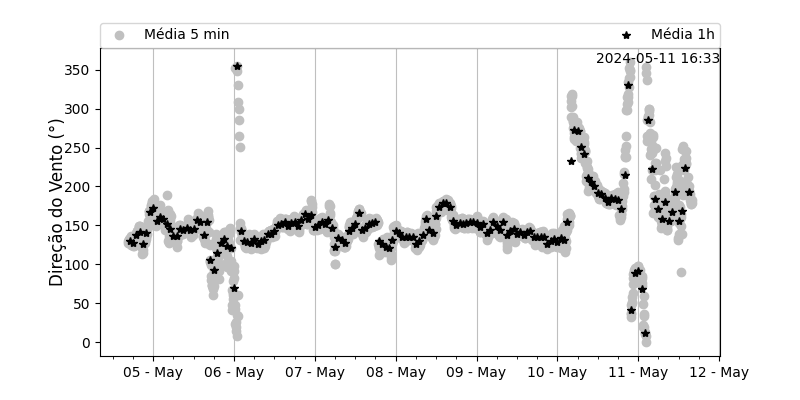 Média 5 min
Média 1h
2024-05-11 16:33
Direção do Vento (°)
350
300
250
200
150
100
50
0
05 - May
06 - May
07 - May
08 - May
09 - May
10 - May
11 - May
12 - May